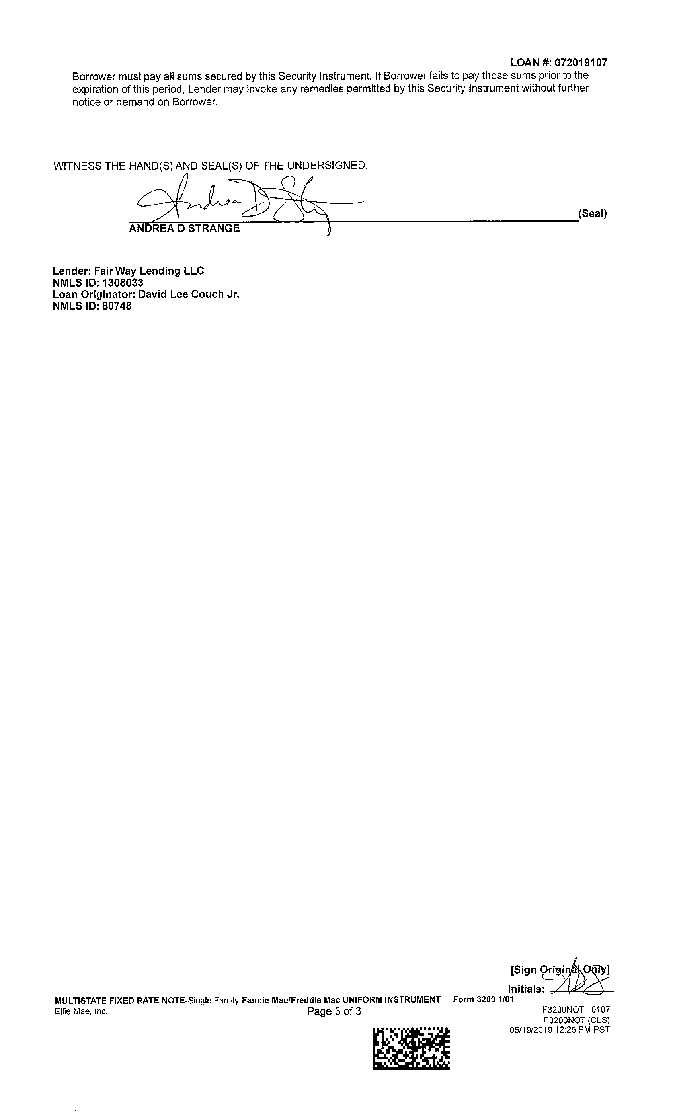 LOAN #: 072019107
Borrower must pay all sums secured by this Security Instrument. If Borrower fails to pay these sums prior to the
expiration of this period, Lender may invoke any remedies permitted by this Security Instrument without further
notice or demand on Borrower.
WITNESS THE HAND(S) AND SEAL(S) OF THE UNDERSIGNED.
(Seal)
ANDREA D STRANGE
Lender: Fair Way Lending LLC
NMLS ID: 1308033
Loan Originator: David Lee Couch Jr.
NMLS ID: 80748
[Sign Original Only]
Initials:
MULTISTATE FIXED RATE NOTE-Single Family-Fannie Mae/Freddie Mac UNIFORM INSTRUMENT Form 3200 1/01
Ellie Mae, Inc. Page 3 of 3 F3200NOT 0107
F3200NOT (CLS)
05/19/2019 12:25 PM PST